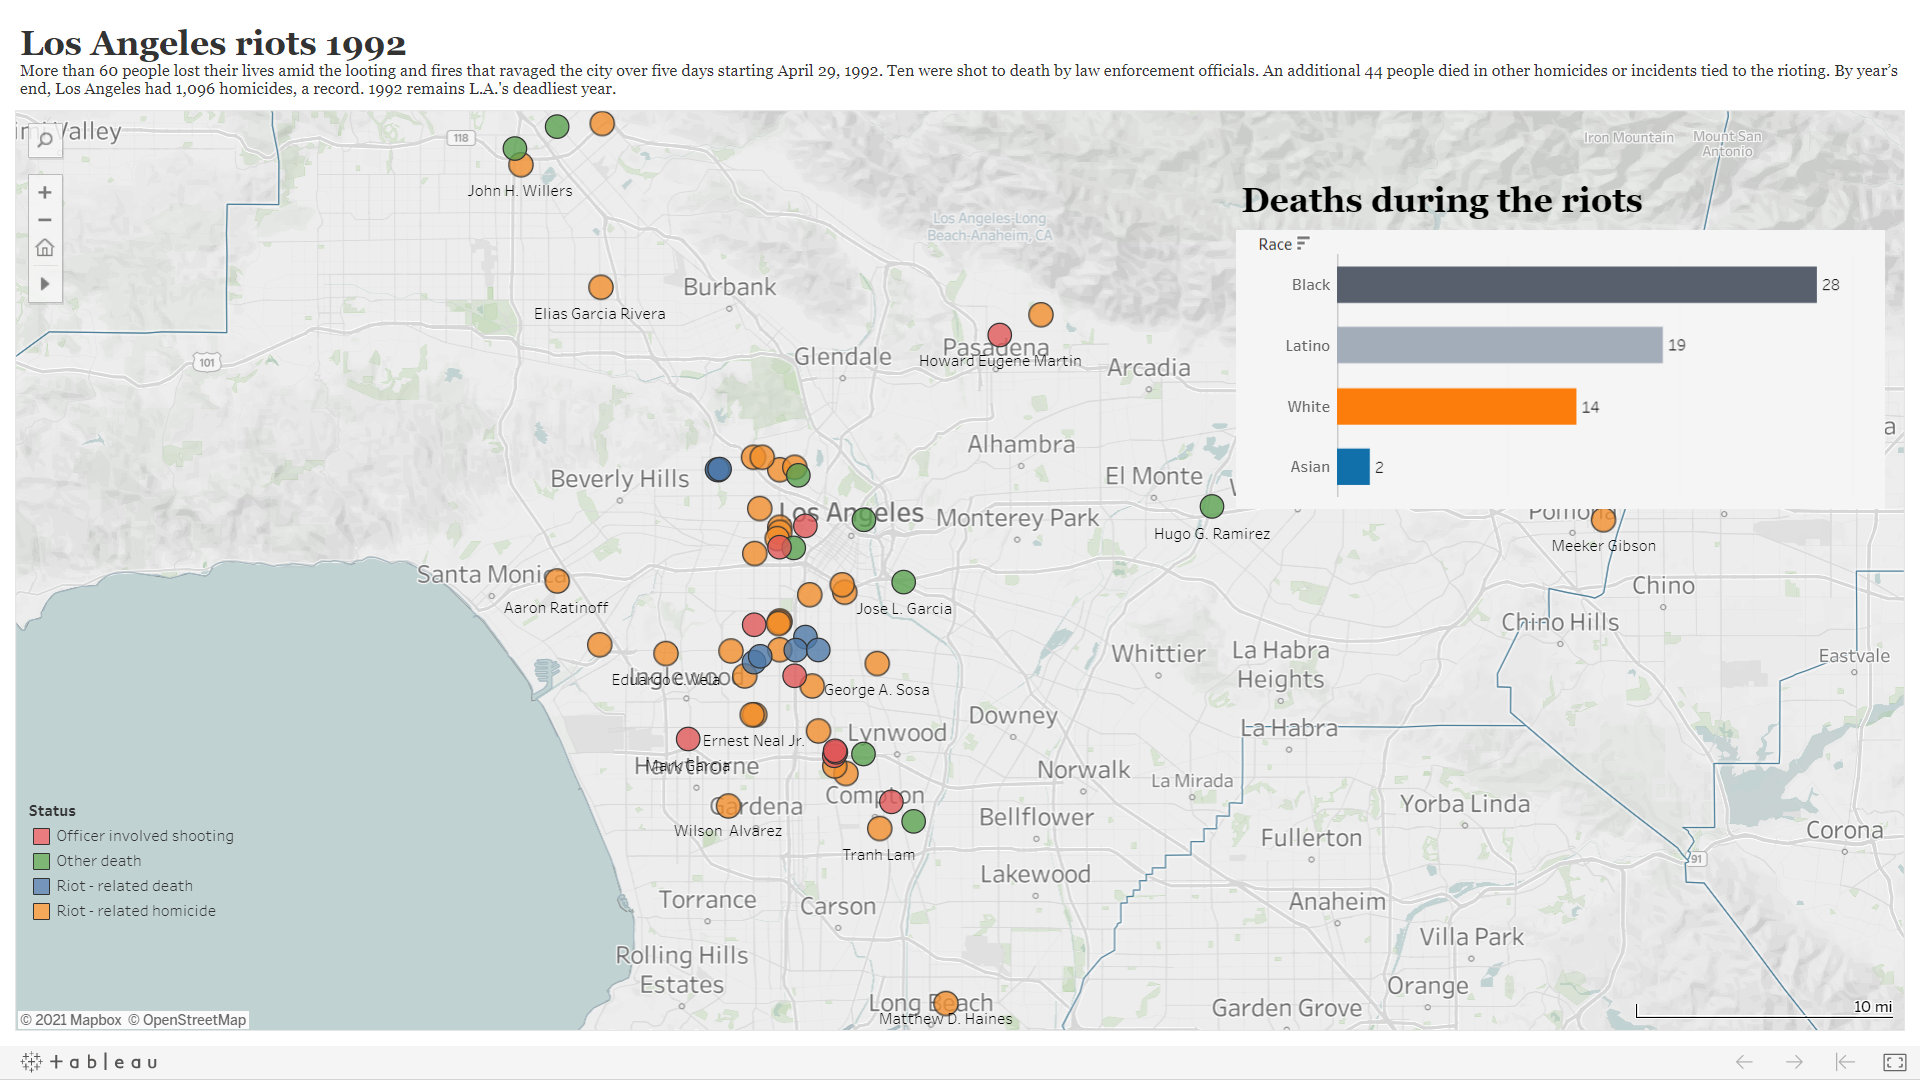 Los Angeles riots 1992
More than 60 people lost their lives amid the looting and fires that ravaged the city over five days starting April 29, 1992. Ten were shot to death by law enforcement officials. An additional 44 people died in other homicides or incidents tied to the rioting. By year’s
end, Los Angeles had 1,096 homicides, a record. 1992 remains L.A.'s deadliest year.
Valley
118
John H. Willers
Iron Mountain
Mount San
Antonio
Los Angeles-Long
Beach-Anaheim, CA
Deaths during the riots
Race
Black
28
Latino
19
White
14
Asian
2
Burbank
Elias Garcia Rivera
101
Glendale
Pasadena
Howard Eugene Martin
Arcadia
Alhambra
Beverly Hills
El Monte
Los Angeles
Monterey Park
Hugo G. Ramirez
Pomona
Meeker Gibson
Santa Monica
Aaron Ratinoff
Jose L. Garcia
Chino
Chino Hills
Whittier
La Habra
Heights
Eastvale
Inglewood
Eduardo C. Vela
George A. Sosa
Downey
La Habra
Lynwood
Ernest Neal Jr.
Hawthorne
Mark Garcia
Norwalk
La Mirada
Compton
Gardena
Wilson Alvarez
Bellflower
Yorba Linda
Fullerton
Corona
91
Tranh Lam
Status
Officer involved shooting
Other death
Riot - related death
Riot - related homicide
Lakewood
Torrance
Carson
Anaheim
Villa Park
Rolling Hills
Estates
Orange
Long Beach
Matthew D. Haines
Garden Grove
10 mi
© 2021 Mapbox © OpenStreetMap
+ a b l e a u